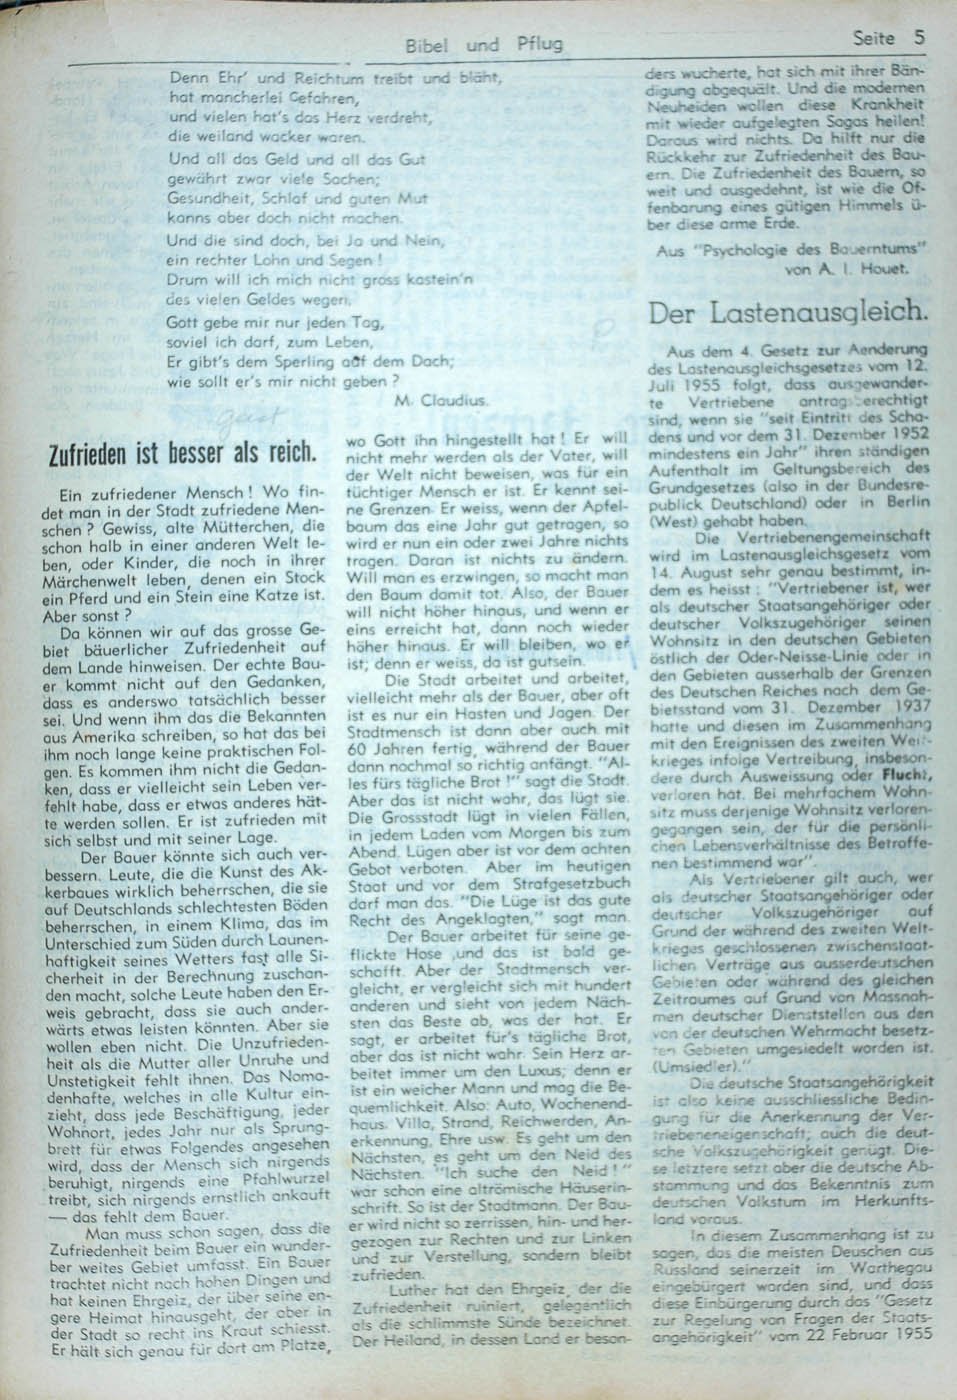 Bibel und Pflug
Seite 5
Denn Ehr' und Reichtum treibt und bläht,
hat mancherlei Gefahren,
und vielen hat's das Herz verdreht,
die weiland wacker waren.
Und all das Geld und all das Gut
gewährt zwar viele Sachen;
Gesundheit, Schlaf und guten Mut
kanns aber doch nicht machen.
Und die sind doch, bei Ja und Nein,
ein rechter Lohn und Segen !
Drum will ich mich nicht gross kastein'n
des vielen Geldes wegen.
Gott gebe mir nur jeden Tag,
soviel ich darf, zum Leben,
Er gibt's dem Sperling auf dem Dach;
wie sollt er's mir nicht geben ?
M. Claudius.
Zufrieden ist besser als reich.
Ein zufriedener Mensch ! Wo fin-
det man in der Stadt zufriedene Men-
schen ? Gewiss, alte Mütterchen, die
schon halb in einer anderen Welt le-
ben, oder Kinder, die noch in ihrer
Märchenwelt leben, denen ein Stock
ein Pferd und ein Stein eine Katze ist.
Aber sonst ?
Da können wir auf das grosse Ge-
biet bäuerlicher Zufriedenheit auf
dem Lande hinweisen. Der echte Bau-
er kommt nicht auf den Gedanken,
dass es anderswo tatsächlich besser
sei. Und wenn ihm das die Bekannten
aus Amerika schreiben, so hat das bei
ihm noch lange keine praktischen Fol-
gen. Es kommen ihm nicht die Gedan-
ken, dass er vielleicht sein Leben ver-
fehlt habe, dass er etwas anderes hät-
te werden sollen. Er ist zufrieden mit
sich selbst und mit seiner Lage.
Der Bauer könnte sich auch ver-
bessern. Leute, die die Kunst des Ak-
kerbaues wirklich beherrschen, die sie
auf Deutschlands schlechtesten Böden
beherrschen, in einem Klima, das im
Unterschied zum Süden durch Launen-
haftigkeit seines Wetters fast alle Si-
cherheit in der Berechnung zuschan-
den macht, solche Leute haben den Er-
weis gebracht, dass sie auch ander-
wärts etwas leisten könnten. Aber sie
wollen eben nicht. Die Unzufrieden-
heit als die Mutter aller Unruhe und
Unstetigkeit fehlt ihnen. Das Noma-
denhafte, welches in alle Kultur ein-
zieht, dass jede Beschäftigung, jeder
Wohnort, jedes Jahr nur als Sprung-
brett für etwas Folgendes angesehen
wird, dass der Mensch sich nirgends
beruhigt, nirgends eine Pfahlwurzel
treibt, sich nirgends ernstlich ankauft
— das fehlt dem Bauer.
Man muss schon sagen, dass die
Zufriedenheit beim Bauer ein wunder-
ber weites Gebiet umfasst. Ein Bauer
trachtet nicht nach hohen Dingen und
hat keinen Ehrgeiz, der über seine en-
gere Heimat hinausgeht, der aber in
der Stadt so recht ins Kraut schiesst.
Er hält sich genau für dort am Platze,
wo Gott ihn hingestellt hat ! Er will
nicht mehr werden als der Vater, will
der Welt nicht beweisen, was für ein
tüchtiger Mensch er ist. Er kennt sei-
ne Grenzen. Er weiss, wenn der Apfel-
baum das eine Jahr gut getragen, so
wird er nun ein oder zwei Jahre nichts
tragen. Daran ist nichts zu ändern.
Will man es erzwingen, so macht man
den Baum damit tot. Also, der Bauer
will nicht höher hinaus, und wenn er
eins erreicht hat, dann noch wieder
höher hinaus. Er will bleiben, wo er
ist; denn er weiss, da ist gutsein.
Die Stadt arbeitet und arbeitet,
vielleicht mehr als der Bauer, aber oft
ist es nur ein Hasten und Jagen. Der
Stadtmensch ist dann aber auch mit
60 Jahren fertig, während der Bauer
dann nochmal so richtig anfängt. "Al-
les fürs tägliche Brot !" sagt die Stadt.
Aber das ist nicht wahr, das lügt sie.
Die Grosstadt lügt in vielen Fällen,
in jedem Laden vom Morgen bis zum
Abend. Lügen aber ist vor dem achten
Gebot verboten. Aber im heutigen
Staat und vor dem Strafgesetzbuch
darf man das. "Die Lüge ist das gute
Recht des Angeklagten," sagt man.
Der Bauer arbeitet für seine ge-
flickte Hose ,und das ist bald ge-
schafft. Aber der Stadtmensch ver-
gleicht, er vergleicht sich mit hundert
anderen und sieht von jedem Näch-
sten das Beste ab, was der hat. Er
sagt, er arbeitet für's tägliche Brot,
aber das ist nicht wahr. Sein Herz ar-
beitet immer um den Luxus; denn er
ist ein weicher Mann und mag die Be-
quemlichkeit. Also: Auto, Wochenend-
haus. Villa, Strand, Reichwerden, An-
erkennung, Ehre usw. Es geht um den
Nächsten, es geht um den Neid des
Nächsten. "Ich suche den Neid ! "
war schon eine altrömische Häuserin-
schrift. So ist der Stadtmann. Der Bau-
er wird nicht so zerrissen, hin- und her-
gezogen zur Rechten und zur Linken
und zur Verstellung, sondern bleibt
zufrieden.
Luther hat den Ehrgeiz, der die
Zufriedenheit ruiniert, gelegentlich
als die schlimmste Sünde bezeichnet.
Der Heiland, in dessen Land er beson-
ders wucherte, hat sich mit ihrer Bän-
digung abgequält. Und die modernen
Neuheiden wollen diese Krankheit
mit wieder aufgelegten Sagas heilen!
Daraus wird nichts. Da hilft nur die
Rückkehr zur Zufriedenheit des Bau-
ern. Die Zufriedenheit des Bauern, so
weit und ausgedehnt, ist wie die Of-
fenbarung eines gütigen Himmels ü-
ber diese arme Erde.
Aus "Psychologie des Bauerntums"
von A. l. Houet.
Der Lastenausgleich.
Aus dem 4. Gesetz zur Aenderung
des Lastenausgleichsgesetzes vom 12.
Juli 1955 folgt, dass ausgewander-
te Vertriebene antragsberechtigt
sind, wenn sie "seit Eintritt des Scha-
dens und vor dem 31. Dezember 1952
mindestens ein Jahr" ihren ständigen
Aufenthalt im Geltungsbereich des
Grundgesetzes (also in der Bundesre-
publick Deutschland) oder in Berlin
(West) gehabt haben.
Die Vertriebenengemeinschaft
wird im Lastenausgleichsgesetz vom
14. August sehr genau bestimmt, in-
dem es heisst : "Vertriebener ist, wer
als deutscher Staatsangehöriger oder
deutscher Volkszugehöriger seinen
Wohnsitz in den deutschen Gebieten
östlich der Oder-Neisse-Linie oder in
den Gebieten ausserhalb der Grenzen
des Deutschen Reiches nach dem Ge-
bietsstand vom 31. Dezember 1937
hatte und diesen im Zusammenhang
mit den Ereignissen des zweiten Welt-
krieges infolge Vertreibung, insbeson-
dere durch Ausweissung oder Flucht,
verloren hat. Bei mehrfachem Wohn-
sitz muss derjenige Wohnsitz verloren-
gegangen sein, der für die persönli-
chen Lebensverhältnisse des Betroffe-
nen bestimmend war".
Als Vertriebener gilt auch, wer
als deutscher Staatsangehöriger oder
deutscher Volkszugehöriger auf
Grund der während des zweiten Welt-
krieges geschlossenen zwischenstaat-
lichen Verträge aus ausserdeutschen
Gebieten oder während des gleichen
Zeitraumes auf Grund von Massnah-
men deutscher Dienststellen aus den
von der deutschen Wehrmacht besetz-
ten Gebieten umgesiedelt worden ist.
(Umsiedler)."
Die deutsche Staatsangehörigkeit
ist also keine ausschliessliche Bedin-
gung für die Anerkennung der Ver-
triebeneneigenschaft; auch die deut-
sche Volkszugehörigkeit genügt. Die-
se letztere setzt aber die deutsche Ab-
stammung und das Bekenntnis zum
deutschen Volkstum im Herkunfts-
land voraus.
In diesem Zusammenhang ist zu
sagen, das die meisten Deuschen aus
Russland seinerzeit im Warthegau
eingebürgert worden sind, und dass
diese Einbürgerung durch das "Gesetz
zur Regelung von Fragen der Staats-
angehörigkeit" vom 22 Februar 1955